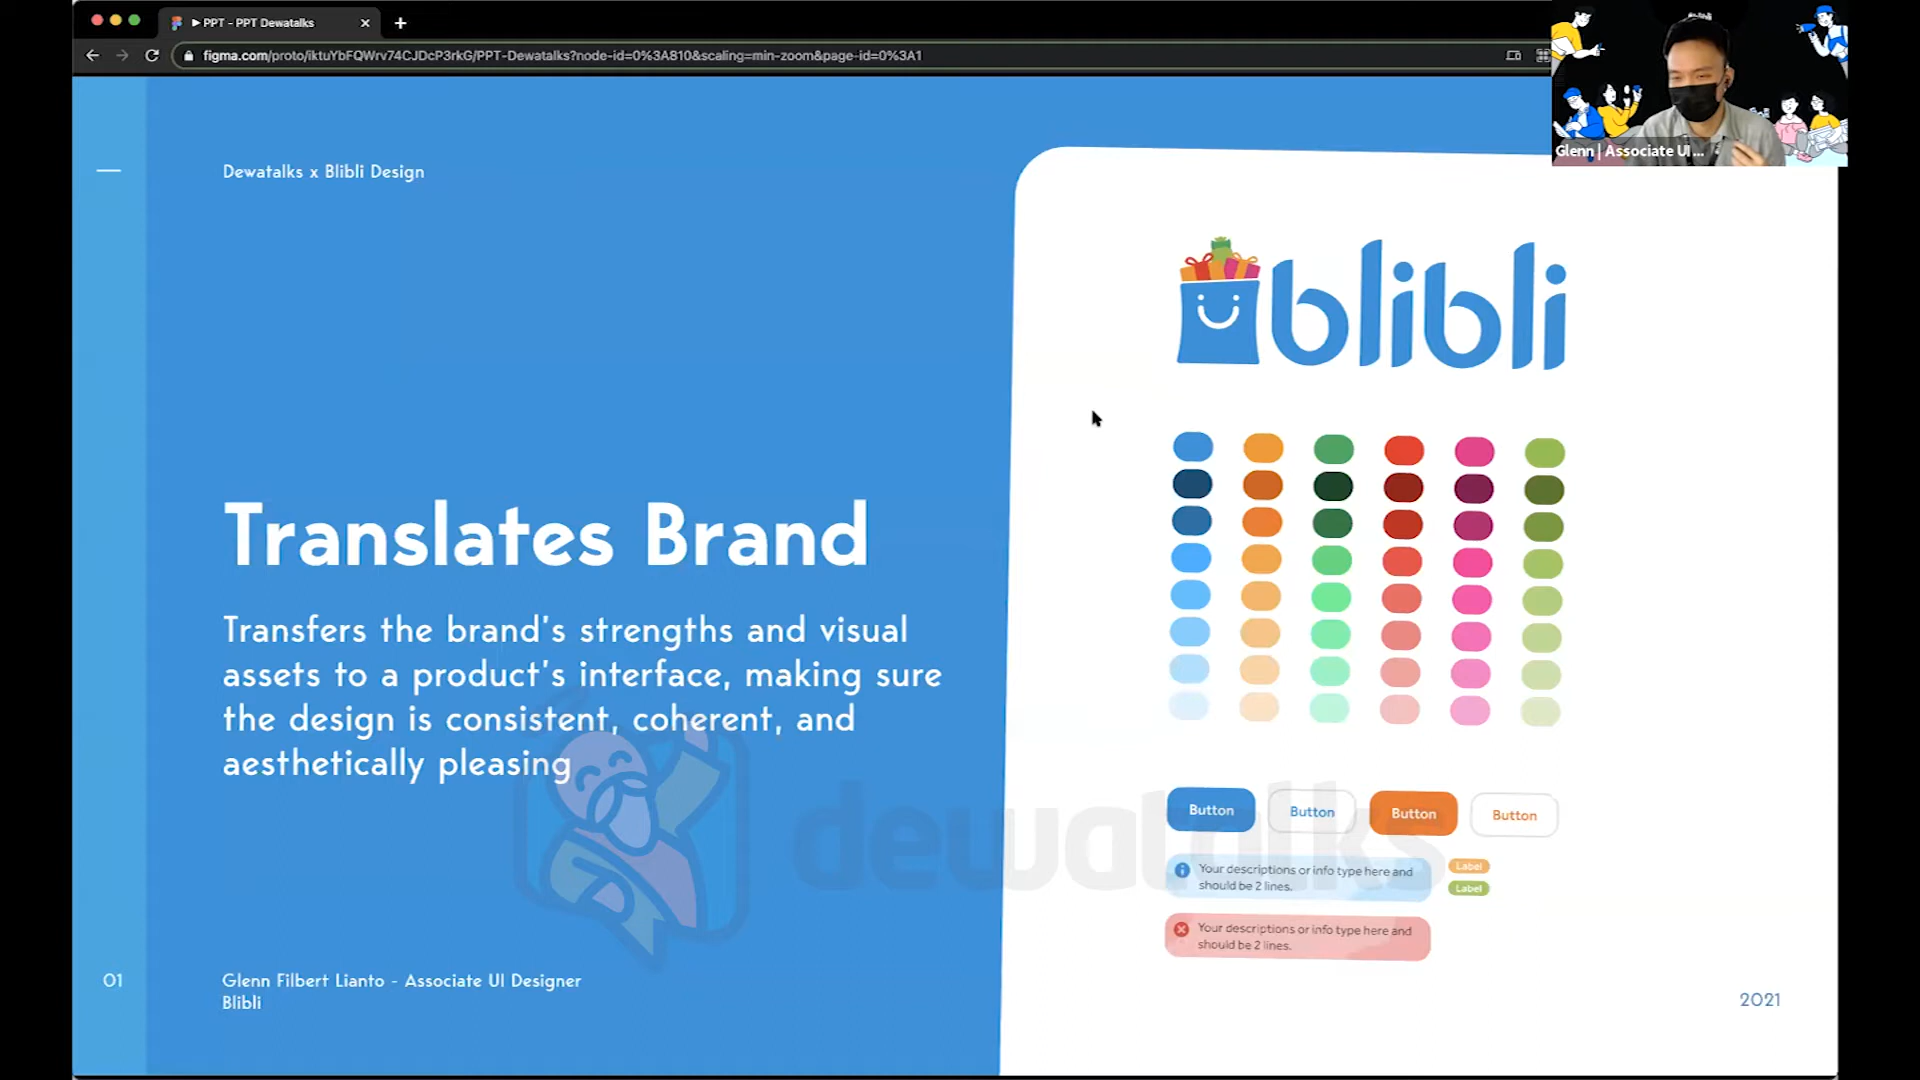 PPT - PPT Dewatalks
figma.com/proto/iktuYbFQWrv74CJDcP3rkG/PPT-Dewatalks?node-id=0%3A810&scaling=min-zoom&page-id=0%3A1
Glenn | Associate UI ...
Dewatalks x Blibli Design
blibli
Translates Brand
Transfers the brand's strengths and visual
assets to a product's interface, making sure
the design is consistent, coherent, and
aesthetically pleasing
dewatalks
Button
Button
Button
Button
Your descriptions or info type here and
should be 2 lines.
Label
Label
Your descriptions or info type here and
should be 2 lines.
01
Glenn Filbert Lianto - Associate UI Designer
Blibli
2021